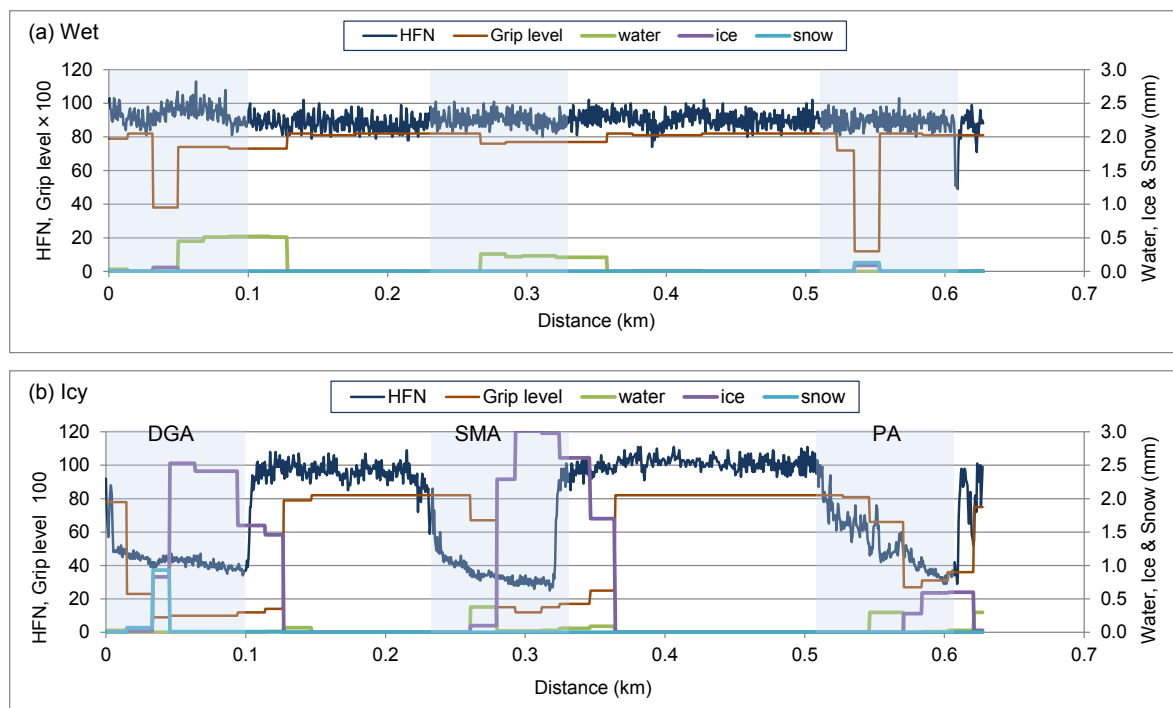 (a) Wet
HFN Grip level water ice snow
HFN, Grip level × 100
120
100
80
60
40
20
0
3.0
2.5
2.0
1.5
1.0
0.5
0.0
Water, Ice & Snow (mm)
0 0.1 0.2 0.3 0.4 0.5 0.6 0.7
Distance (km)
(b) Icy
HFN Grip level water ice snow
DGA SMA PA
HFN, Grip level 100
120
100
80
60
40
20
0
3.0
2.5
2.0
1.5
1.0
0.5
0.0
Water, Ice & Snow (mm)
0 0.1 0.2 0.3 0.4 0.5 0.6 0.7
Distance (km)